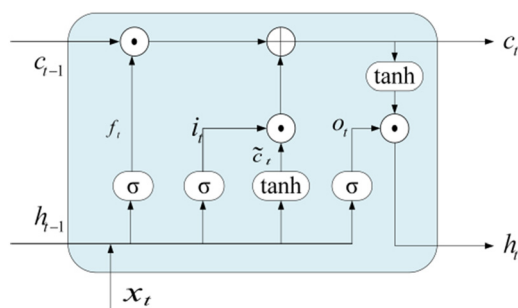 c_{t-1}
c_t
tanh
f_t
i_t
c̃_t
o_t
σ
σ
tanh
σ
h_{t-1}
h_t
x_t